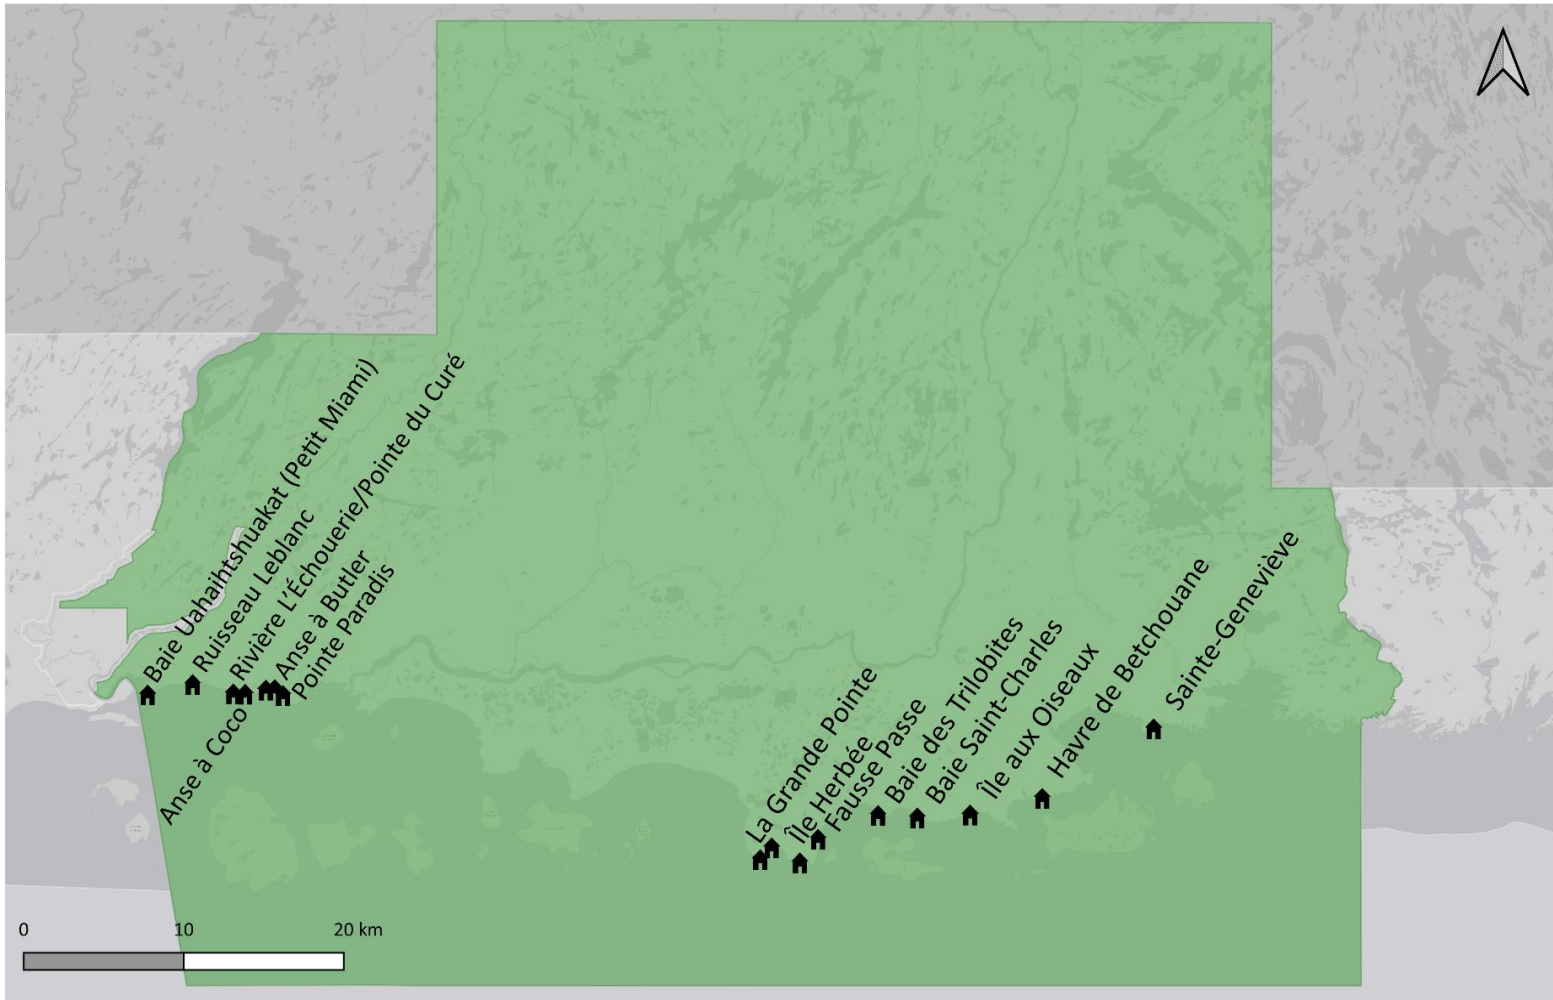 Baie Uahaihtshuakat (Petit Miami)
Ruisseau Leblanc
Rivière L'Échouerie/Pointe du Curé
Anse à Butler
Pointe Paradis
Anse à Coco
La Grande Pointe
Île Herbée
Fausse Passe
Baie des Trilobites
Baie Saint-Charles
Île aux Oiseaux
Havre de Betchouane
Sainte-Geneviève
0 10 20 km